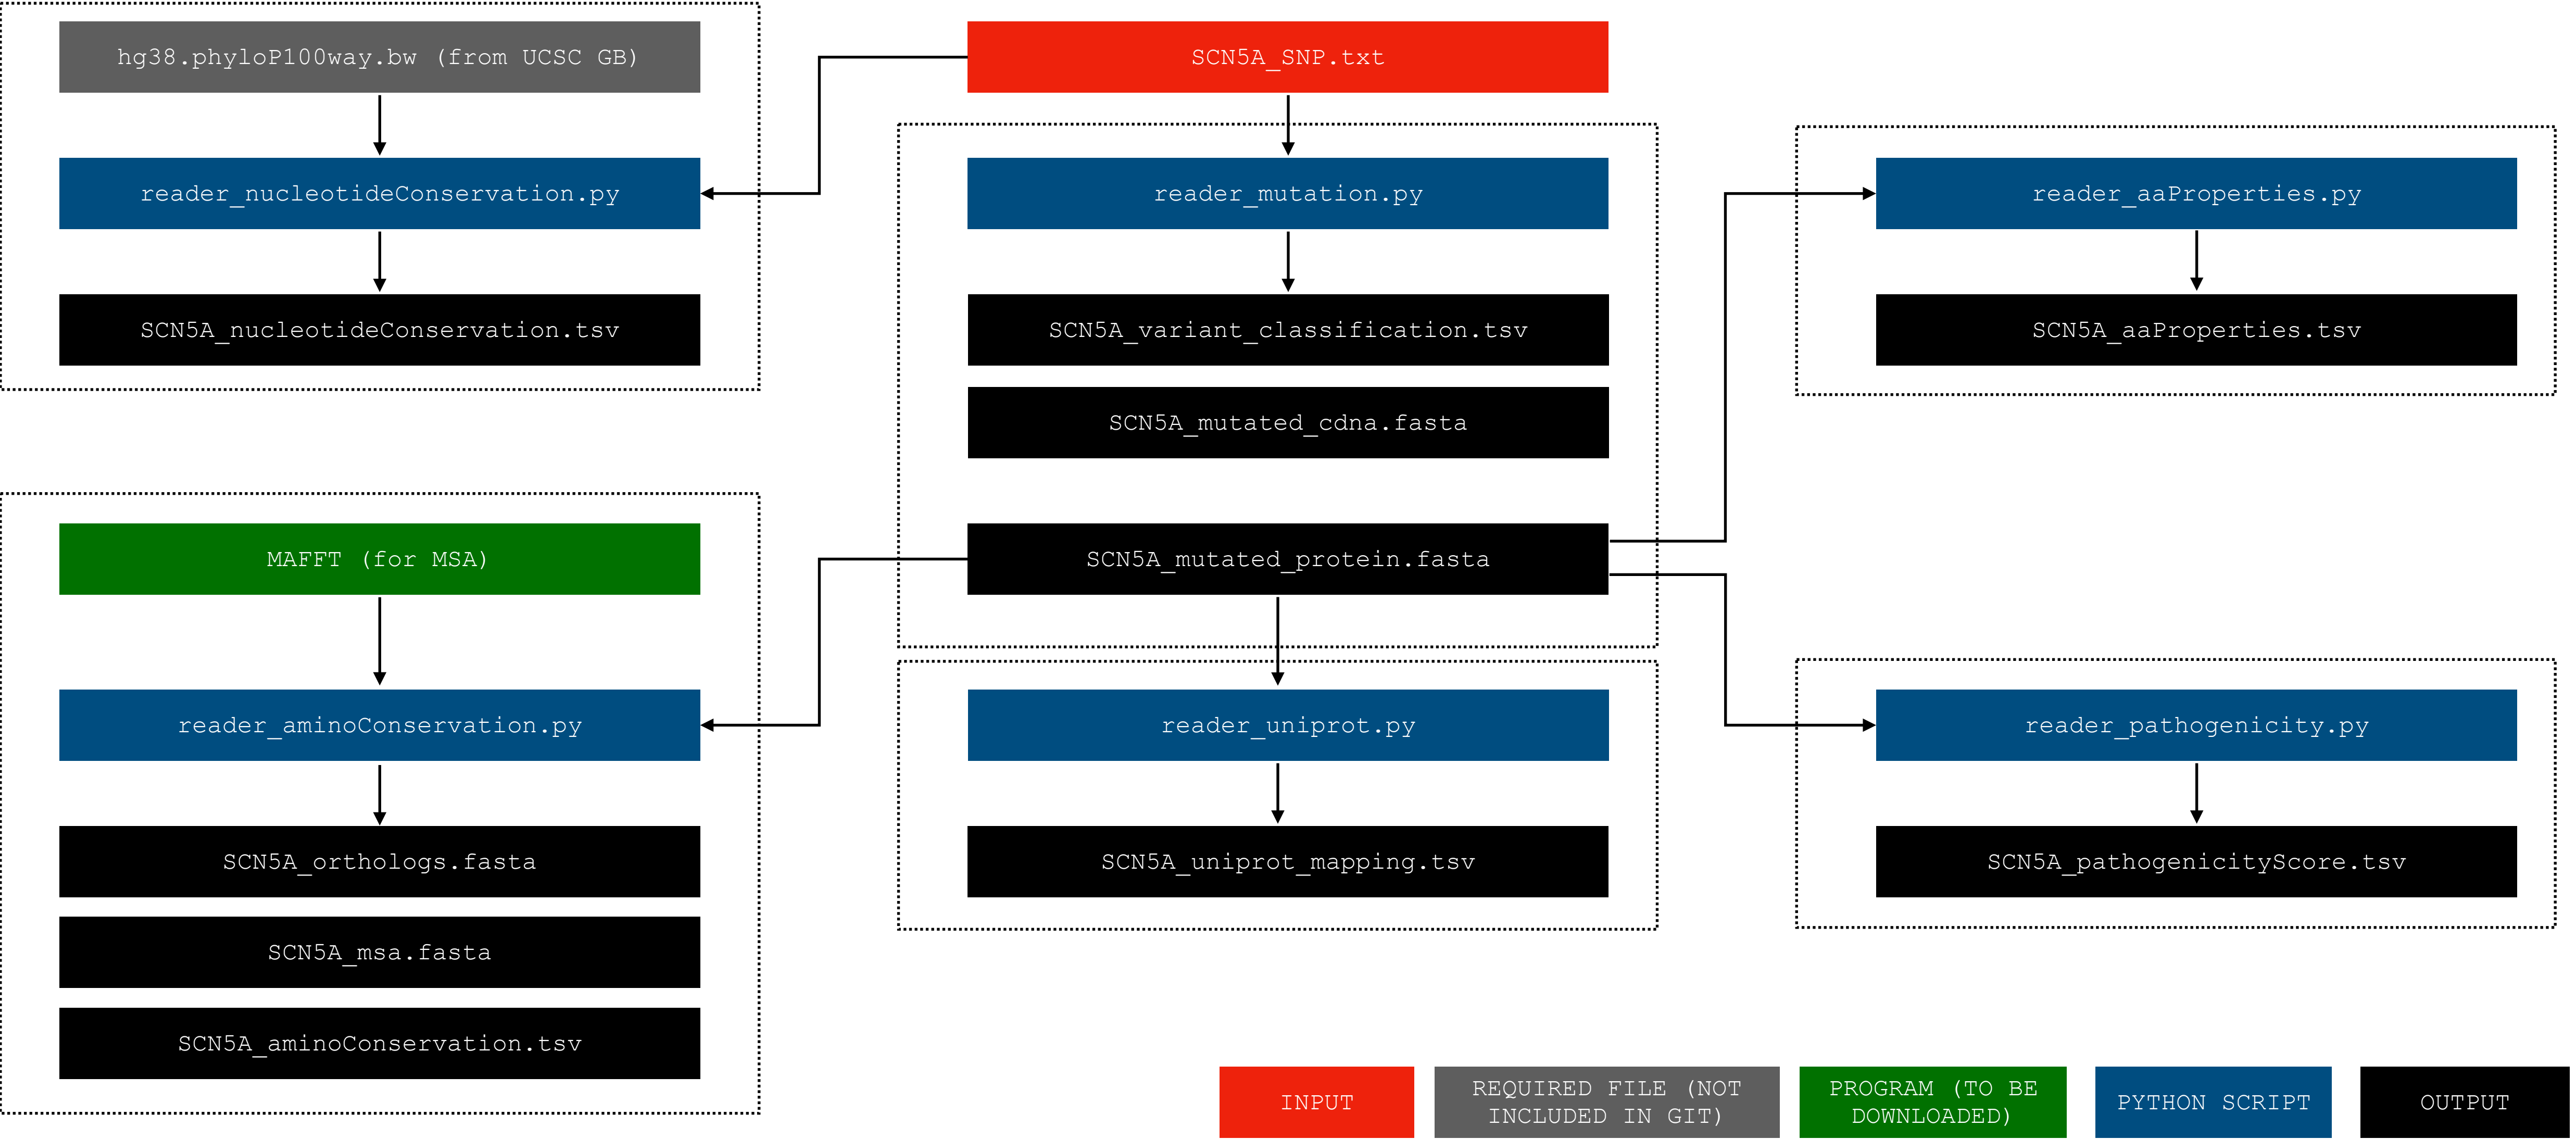 hg38.phyloP100way.bw (from UCSC GB)
reader_nucleotideConservation.py
SCN5A_nucleotideConservation.tsv
SCN5A_SNP.txt
reader_mutation.py
SCN5A_variant_classification.tsv
SCN5A_mutated_cdna.fasta
SCN5A_mutated_protein.fasta
reader_aaProperties.py
SCN5A_aaProperties.tsv
MAFFT (for MSA)
reader_aminoConservation.py
SCN5A_orthologs.fasta
SCN5A_msa.fasta
SCN5A_aminoConservation.tsv
reader_uniprot.py
SCN5A_uniprot_mapping.tsv
reader_pathogenicity.py
SCN5A_pathogenicityScore.tsv
INPUT
REQUIRED FILE (NOT
INCLUDED IN GIT)
PROGRAM (TO BE
DOWNLOADED)
PYTHON SCRIPT
OUTPUT